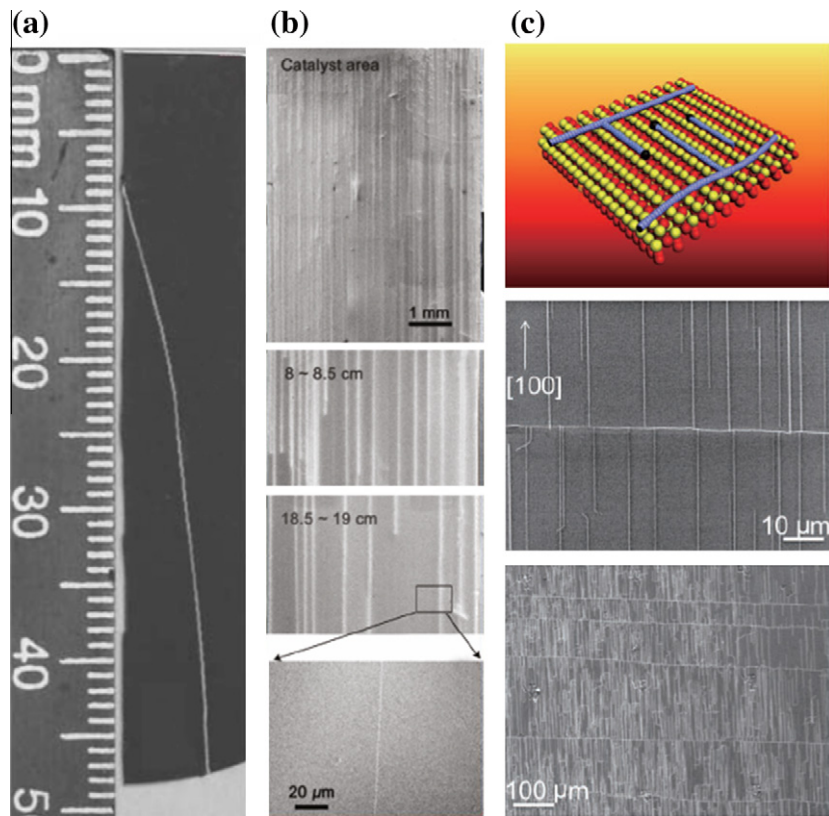 (a)
0 mm
10
20
30
40
5
(b)
Catalyst area
1 mm
8 ~ 8.5 cm
18.5 ~ 19 cm
20 µm
(c)
[100]
10 µm
100 µm